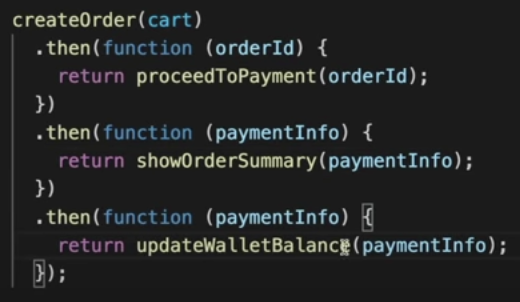 createOrder(cart)
  .then(function (orderId) {
    return proceedToPayment(orderId);
  })
  .then(function (paymentInfo) {
    return showOrderSummary(paymentInfo);
  })
  .then(function (paymentInfo) {
    return updateWalletBalance(paymentInfo);
  });